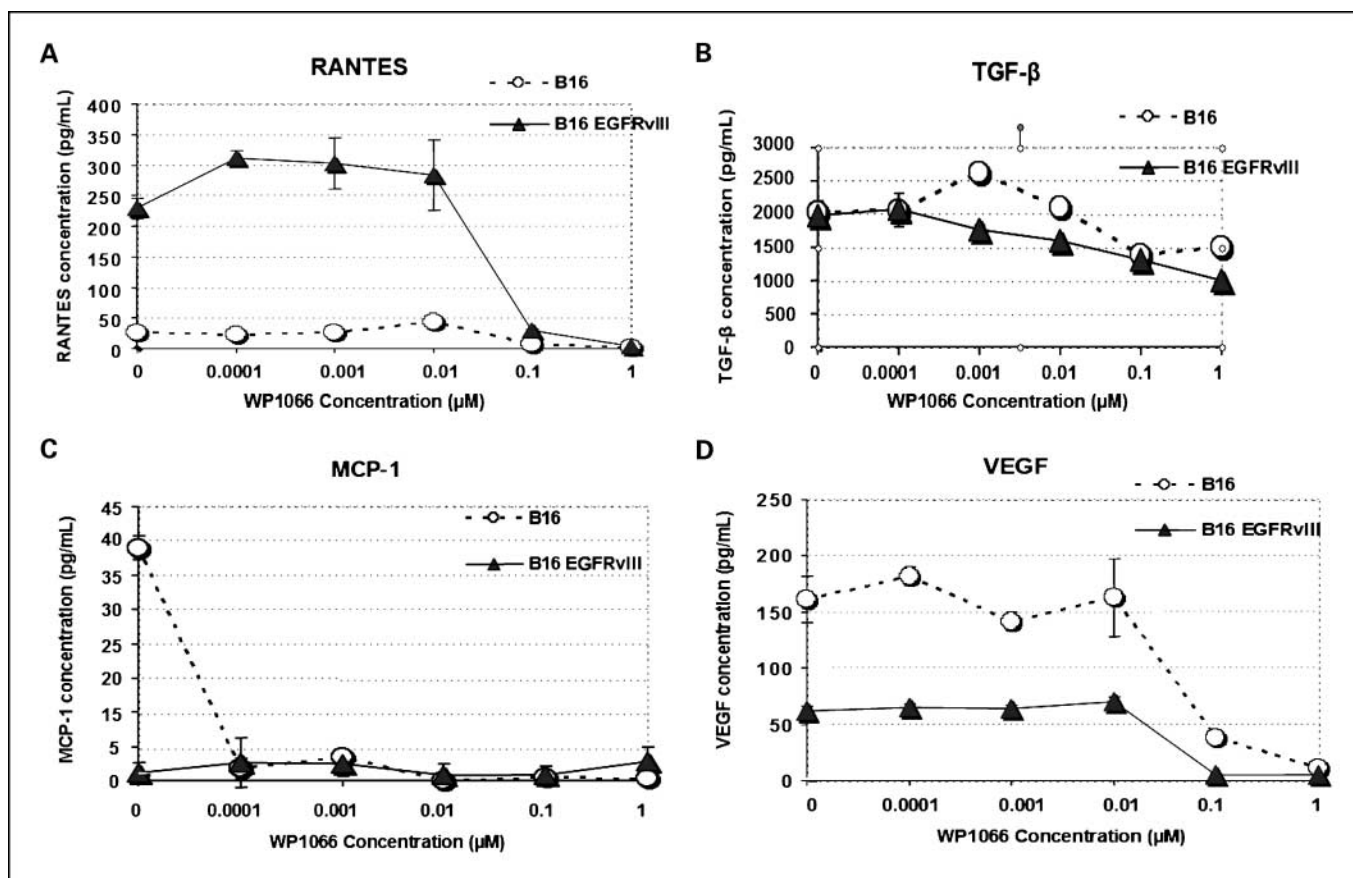 A
RANTES
B16
B16 EGFRvIII
RANTES concentration (pg/mL)
400
350
300
250
200
150
100
50
0
0 0.0001 0.001 0.01 0.1 1
WP1066 Concentration (µM)
B
TGF-β
B16
B16 EGFRvIII
TGF-β concentration (pg/mL)
3000
2500
2000
1500
1000
500
0
0 0.0001 0.001 0.01 0.1 1
WP1066 Concentration (µM)
C
MCP-1
B16
B16 EGFRvIII
MCP-1 concentration (pg/mL)
45
40
35
30
25
20
15
10
5
0
0 0.0001 0.001 0.01 0.1 1
WP1066 Concentration (µM)
D
VEGF
B16
B16 EGFRvIII
VEGF concentration (pg/mL)
250
200
150
100
50
0
0 0.0001 0.001 0.01 0.1 1
WP1066 Concentration (µM)